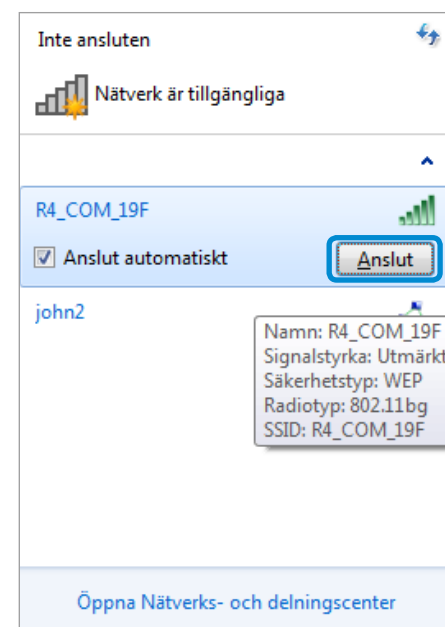 Inte ansluten
Nätverk är tillgängliga
R4_COM_19F
Anslut automatiskt
Anslut
john2
Namn: R4_COM_19F
Signalstyrka: Utmärkt
Säkerhetstyp: WEP
Radiotyp: 802.11bg
SSID: R4_COM_19F
Öppna Nätverks- och delningscenter